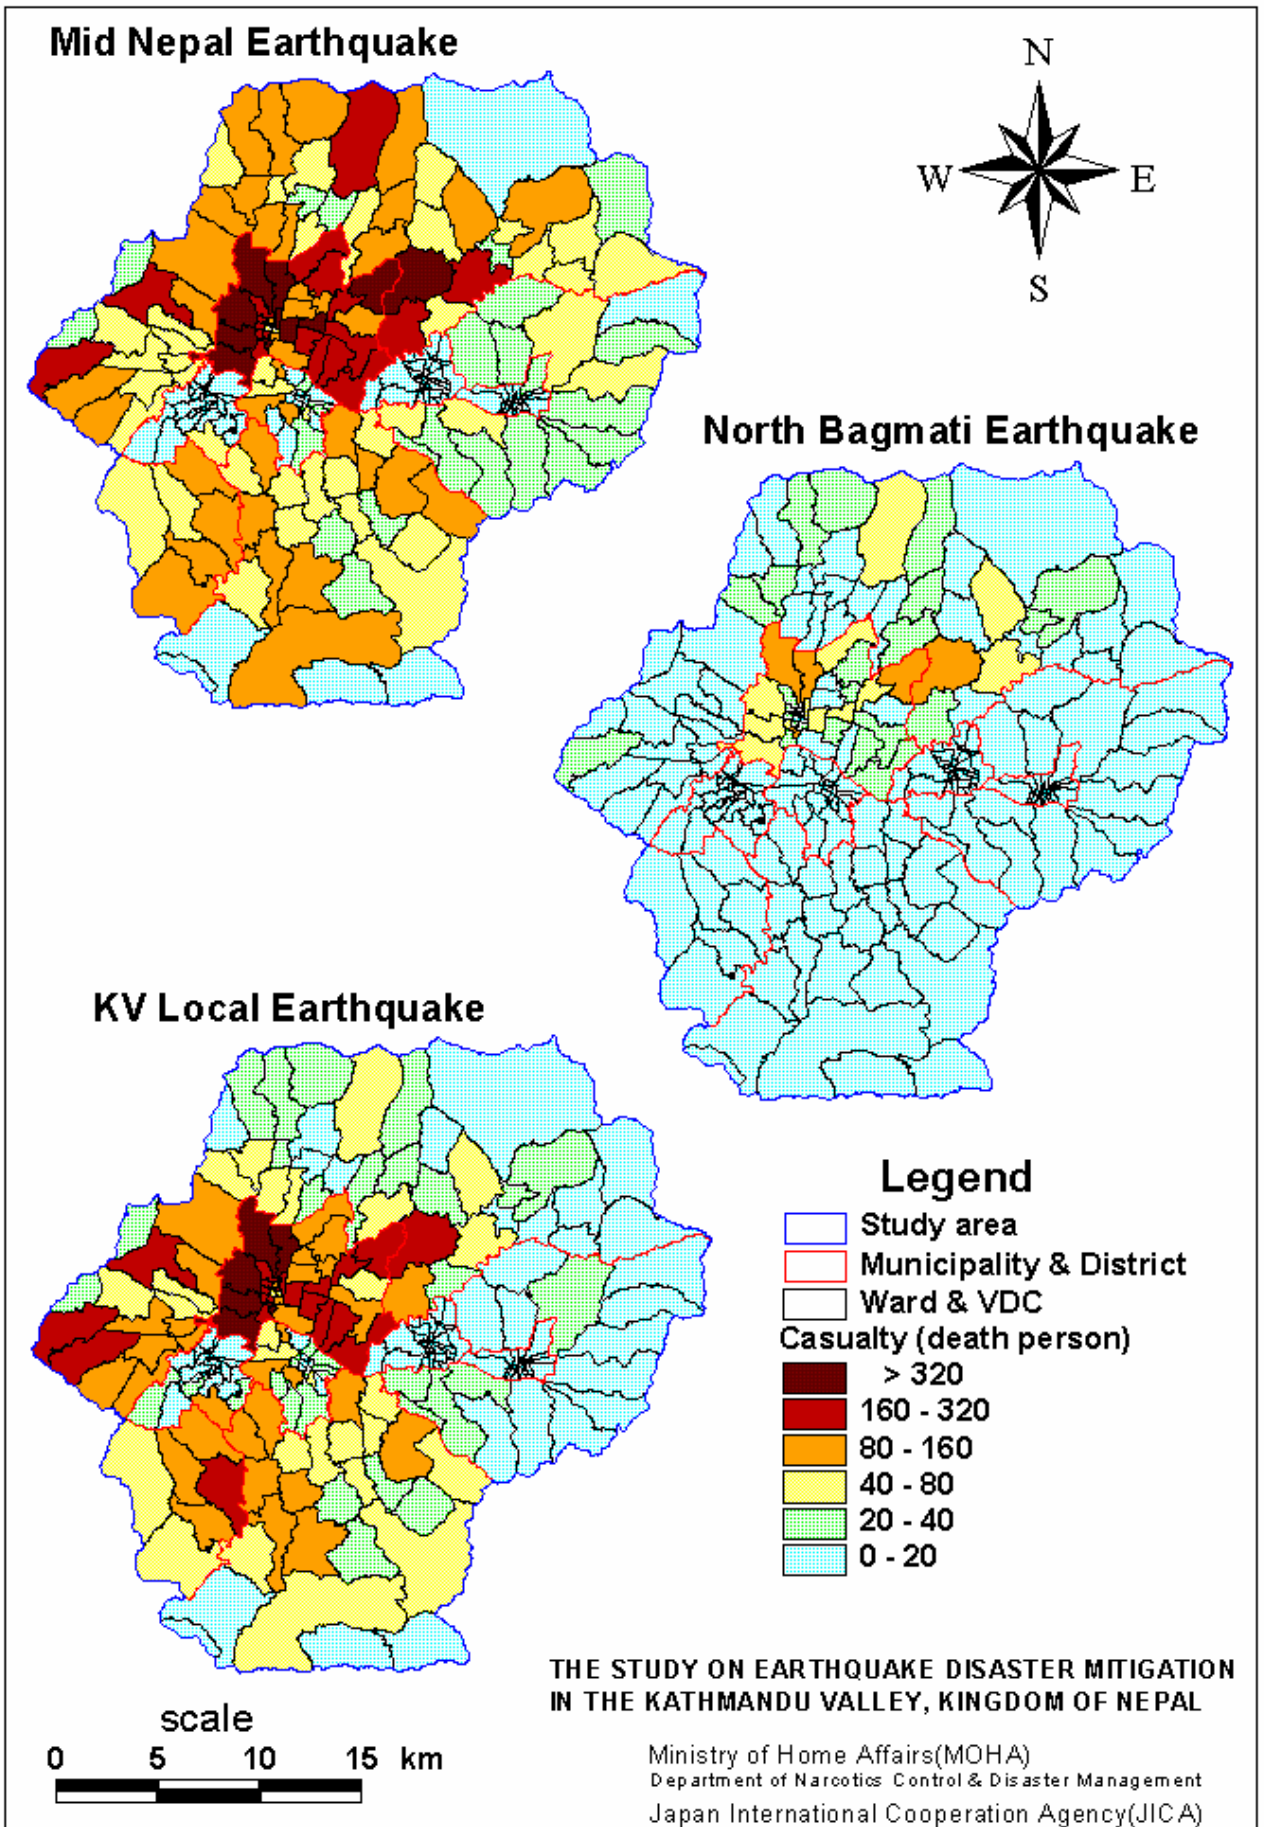 Mid Nepal Earthquake
N
W
E
S
North Bagmati Earthquake
KV Local Earthquake
Legend
Study area
Municipality & District
Ward & VDC
Casualty (death person)
> 320
160 - 320
80 - 160
40 - 80
20 - 40
0 - 20
THE STUDY ON EARTHQUAKE DISASTER MITIGATION
IN THE KATHMANDU VALLEY, KINGDOM OF NEPAL
scale
0 5 10 15 km
Ministry of Home Affairs(MOHA)
Department of Narcotics Control & Disaster Management
Japan International Cooperation Agency(JICA)